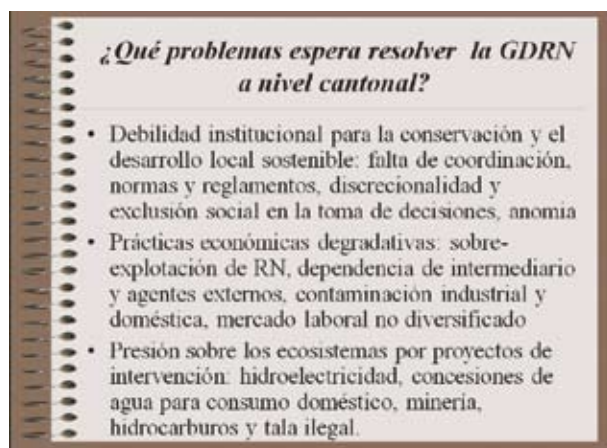 ¿Qué problemas espera resolver la GDRN
a nivel cantonal?
• Debilidad institucional para la conservación y el
desarrollo local sostenible: falta de coordinación,
normas y reglamentos, discrecionalidad y
exclusión social en la toma de decisiones, anomia
• Prácticas económicas degradativas: sobre-
explotación de RN, dependencia de intermediario
y agentes externos, contaminación industrial y
doméstica, mercado laboral no diversificado
• Presión sobre los ecosistemas por proyectos de
intervención: hidroelectricidad, concesiones de
agua para consumo doméstico, minería,
hidrocarburos y tala ilegal.